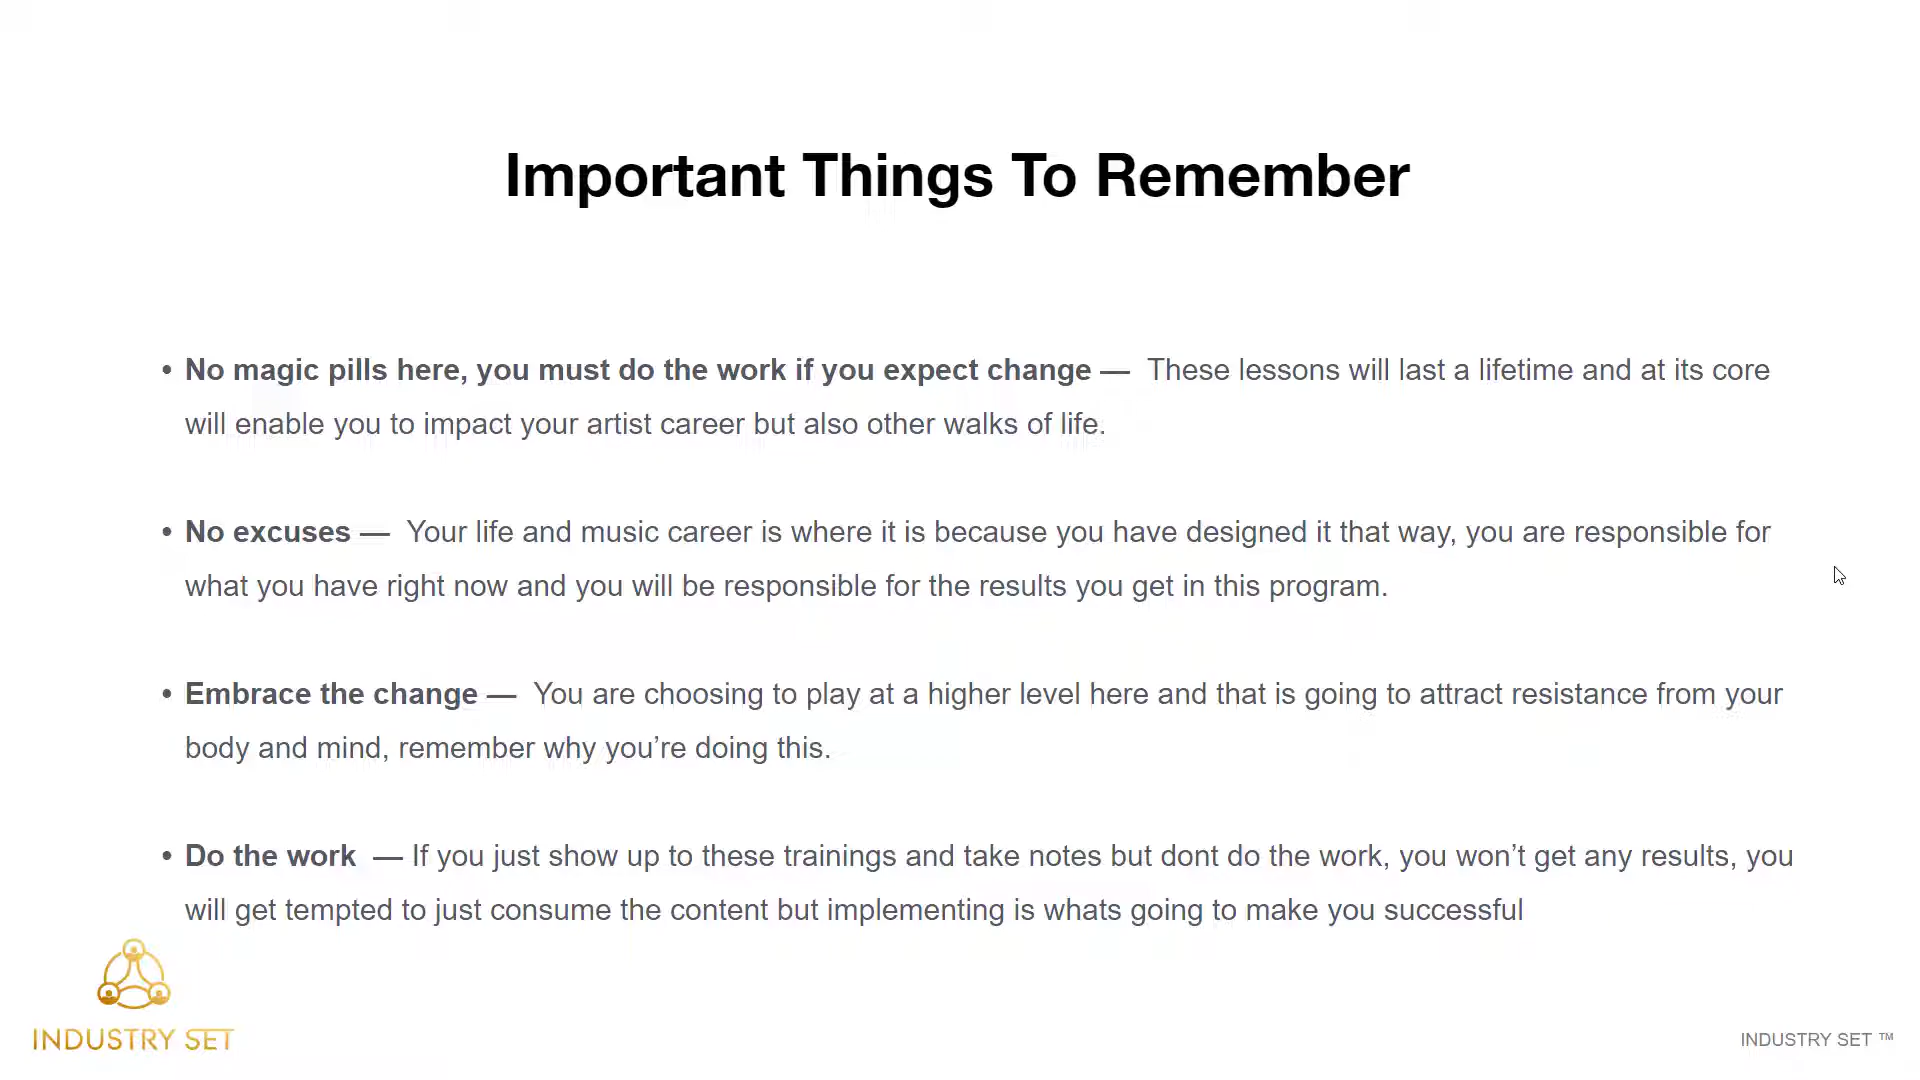 Important Things To Remember
• No magic pills here, you must do the work if you expect change — These lessons will last a lifetime and at its core
will enable you to impact your artist career but also other walks of life.
• No excuses — Your life and music career is where it is because you have designed it that way, you are responsible for
what you have right now and you will be responsible for the results you get in this program.
• Embrace the change — You are choosing to play at a higher level here and that is going to attract resistance from your
body and mind, remember why you’re doing this.
• Do the work — If you just show up to these trainings and take notes but dont do the work, you won’t get any results, you
will get tempted to just consume the content but implementing is whats going to make you successful
INDUSTRY SET
INDUSTRY SET ™